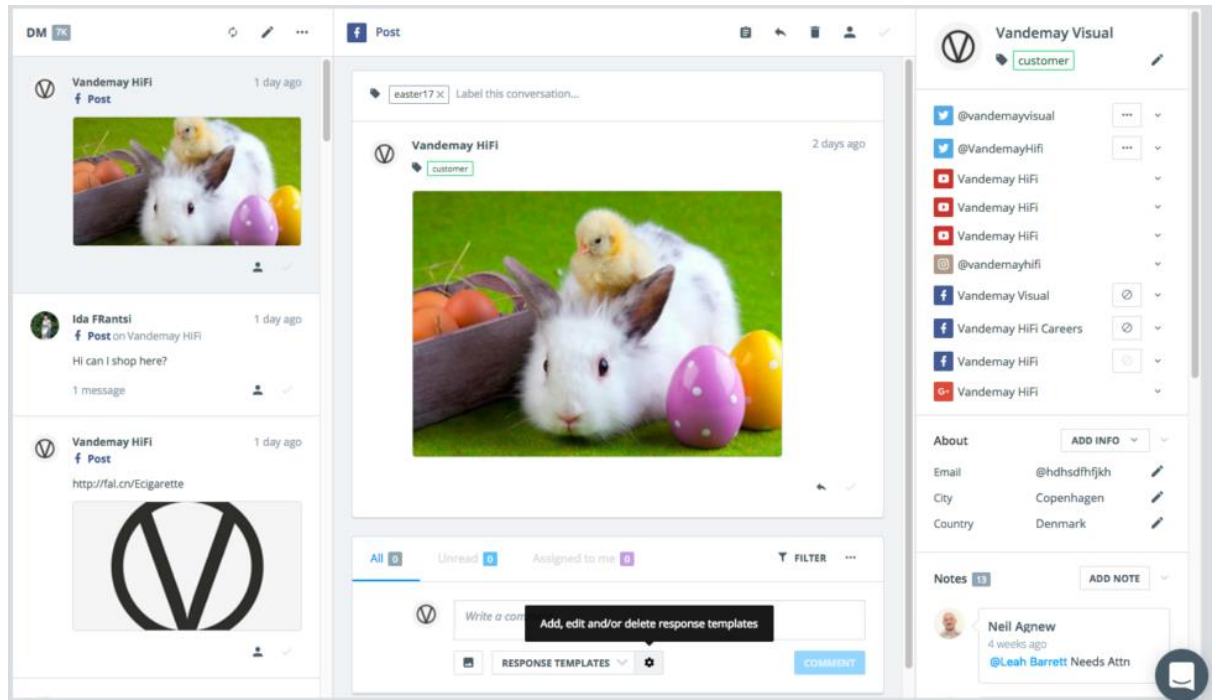 DM 7K
Vandemay HiFi 1 day ago
f Post
Ida FRantsi 1 day ago
f Post on Vandemay HiFi
Hi can I shop here?
1 message
Vandemay HiFi 1 day ago
f Post
http://fal.cn/Ecigarette
f Post
easter17 × Label this conversation...
Vandemay HiFi 2 days ago
customer
All 0 Unread 0 Assigned to me 0 FILTER ...
Write a com
Add, edit and/or delete response templates
RESPONSE TEMPLATES COMMENT
Vandemay Visual
customer
@vandemayvisual
@VandemayHifi
Vandemay HiFi
Vandemay HiFi
Vandemay HiFi
@vandemayhifi
f Vandemay Visual
f Vandemay HiFi Careers
f Vandemay HiFi
G+ Vandemay HiFi
About ADD INFO
Email @hdhsdfhfjkh
City Copenhagen
Country Denmark
Notes 13 ADD NOTE
Neil Agnew
4 weeks ago
@Leah Barrett Needs Attn